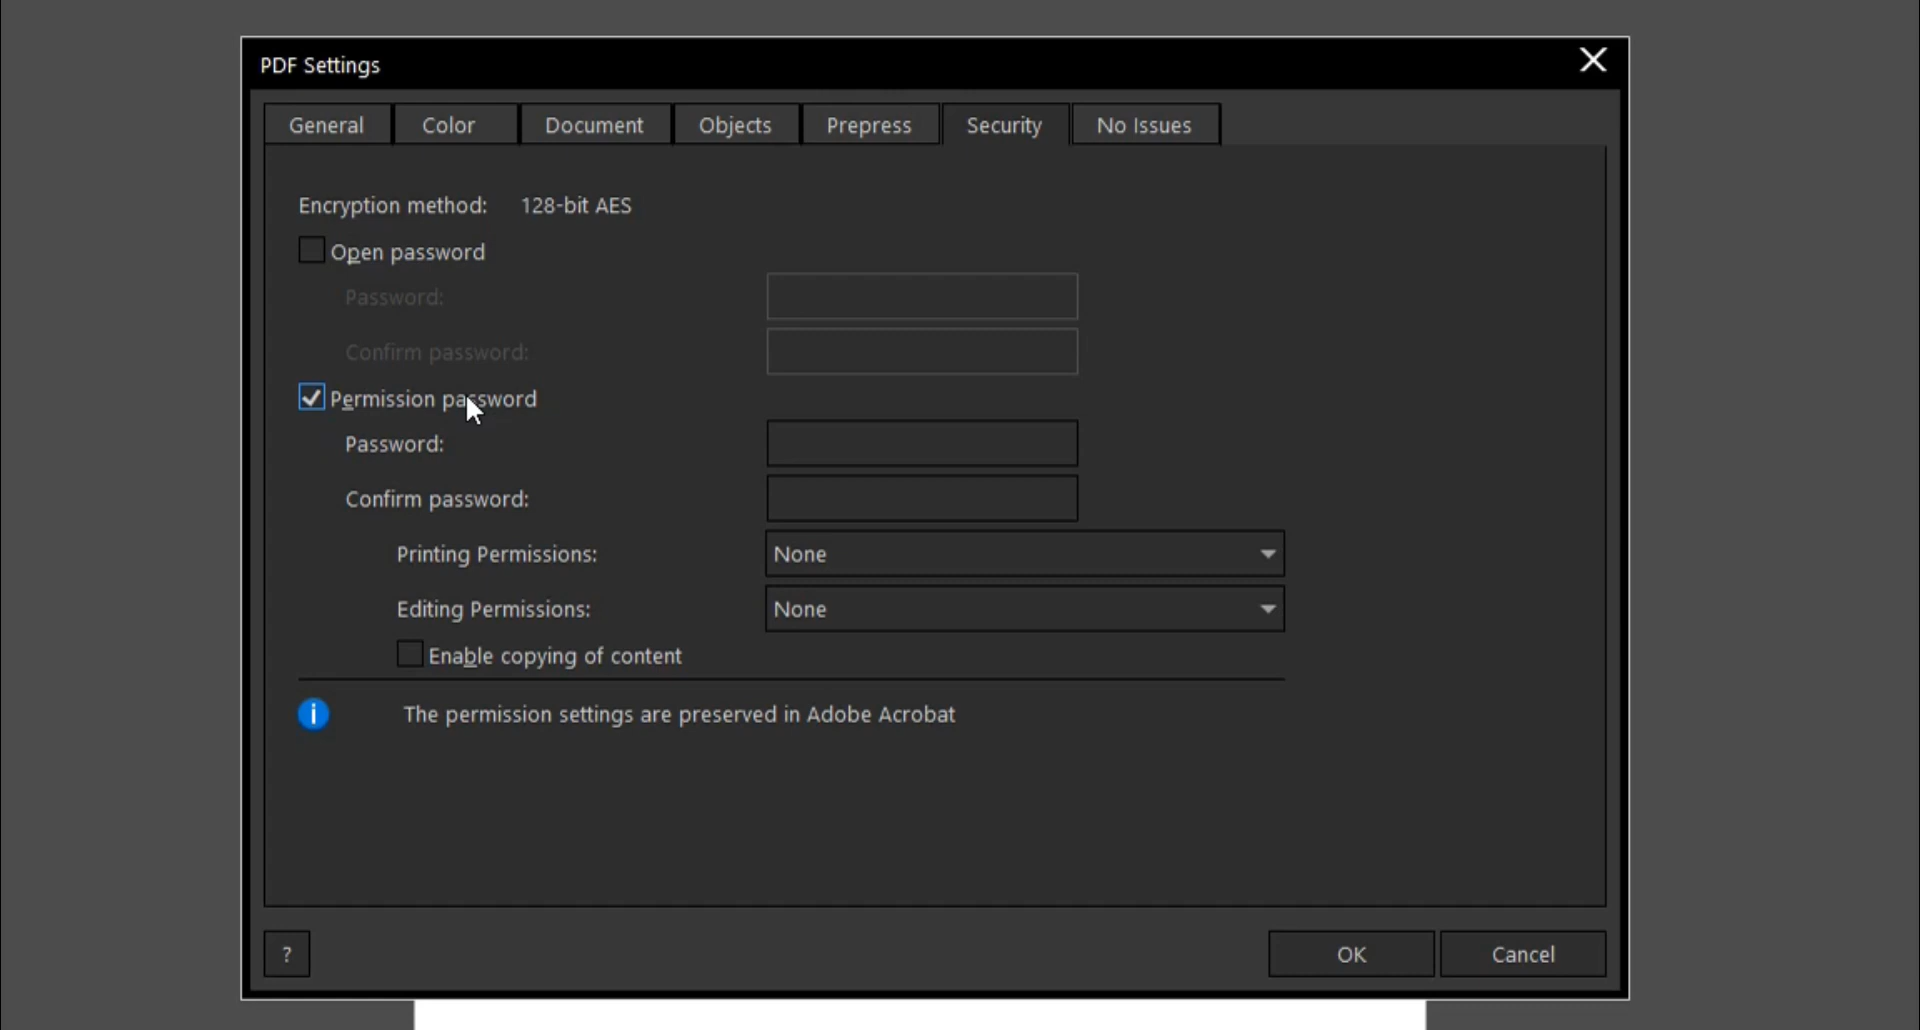 PDF Settings
General Color Document Objects Prepress Security No Issues
Encryption method: 128-bit AES
Open password
Password:
Confirm password:
Permission password
Password:
Confirm password:
Printing Permissions: None
Editing Permissions: None
Enable copying of content
i The permission settings are preserved in Adobe Acrobat
? OK Cancel